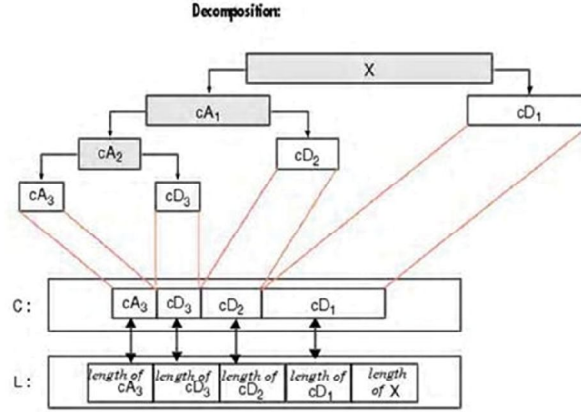 Decomposition:
X
cA₁
cD₁
cA₂
cD₂
cA₃
cD₃
C:
cA₃ cD₃ cD₂ cD₁
L:
length of length of length of length of length
cA₃ cD₃ cD₂ cD₁ of X